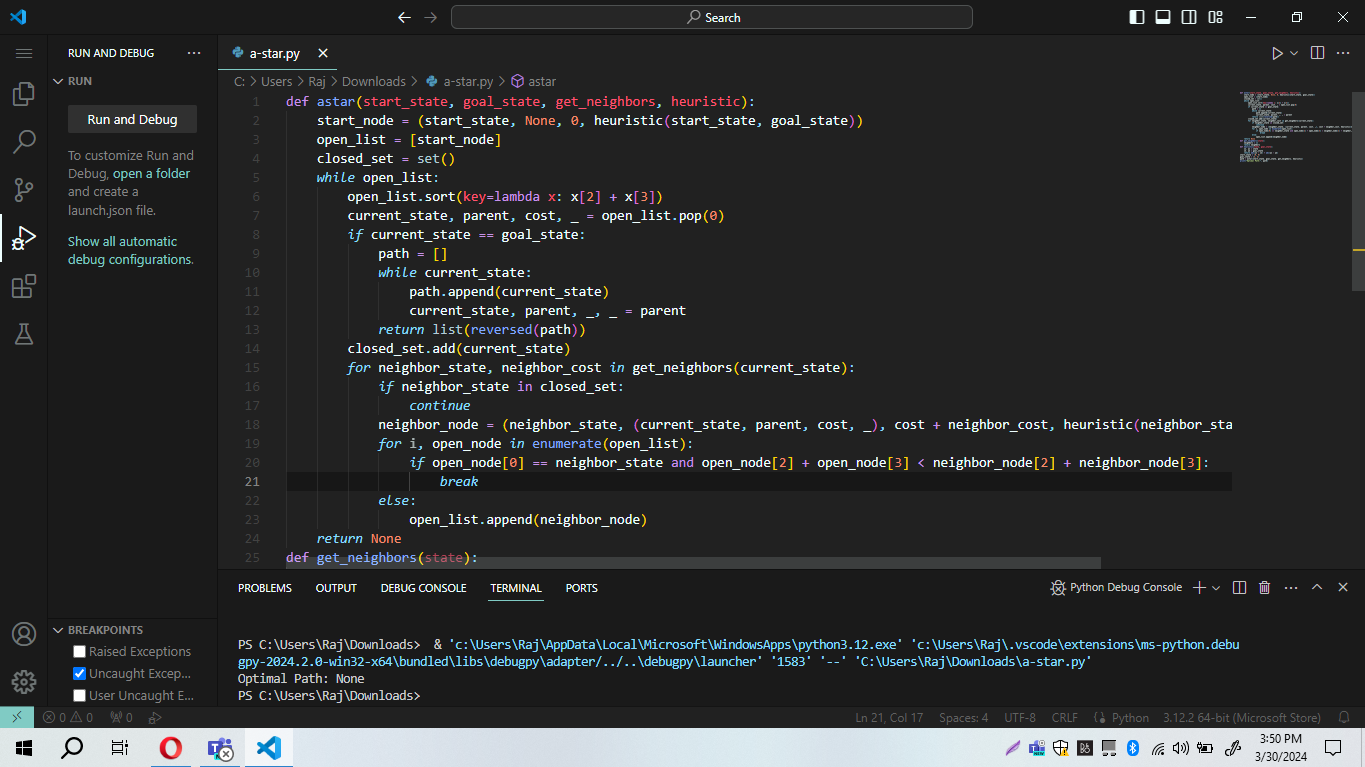 Search
RUN AND DEBUG ...
RUN
Run and Debug
To customize Run and
Debug, open a folder
and create a
launch.json file.
Show all automatic
debug configurations.
BREAKPOINTS
Raised Exceptions
Uncaught Excep...
User Uncaught E...
a-star.py
C: > Users > Raj > Downloads > a-star.py > astar
1 def astar(start_state, goal_state, get_neighbors, heuristic):
2 start_node = (start_state, None, 0, heuristic(start_state, goal_state))
3 open_list = [start_node]
4 closed_set = set()
5 while open_list:
6 open_list.sort(key=lambda x: x[2] + x[3])
7 current_state, parent, cost, _ = open_list.pop(0)
8 if current_state == goal_state:
9 path = []
10 while current_state:
11 path.append(current_state)
12 current_state, parent, _, _ = parent
13 return list(reversed(path))
14 closed_set.add(current_state)
15 for neighbor_state, neighbor_cost in get_neighbors(current_state):
16 if neighbor_state in closed_set:
17 continue
18 neighbor_node = (neighbor_state, (current_state, parent, cost, _), cost + neighbor_cost, heuristic(neighbor_sta
19 for i, open_node in enumerate(open_list):
20 if open_node[0] == neighbor_state and open_node[2] + open_node[3] < neighbor_node[2] + neighbor_node[3]:
21 break
22 else:
23 open_list.append(neighbor_node)
24 return None
25 def get_neighbors(state):
PROBLEMS OUTPUT DEBUG CONSOLE TERMINAL PORTS
Python Debug Console
PS C:\Users\Raj\Downloads> & 'c:\Users\Raj\AppData\Local\Microsoft\WindowsApps\python3.12.exe' 'c:\Users\Raj\.vscode\extensions\ms-python.debu
gpy-2024.2.0-win32-x64\bundled\libs\debugpy\adapter/../..\debugpy\launcher' '1583' '--' 'C:\Users\Raj\Downloads\a-star.py'
Optimal Path: None
PS C:\Users\Raj\Downloads>
0 0 0
Ln 21, Col 17 Spaces: 4 UTF-8 CRLF Python 3.12.2 64-bit (Microsoft Store)
3:50 PM
3/30/2024